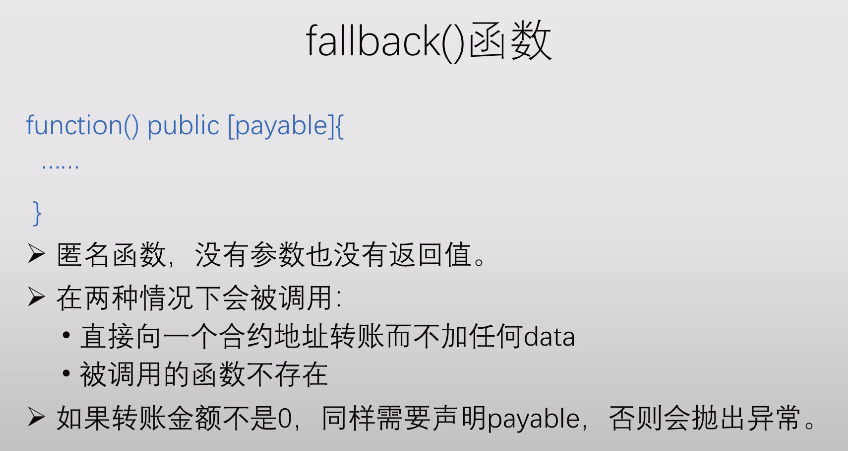 fallback()函数
function() public [payable]{
……
}
➢ 匿名函数，没有参数也没有返回值。
➢ 在两种情况下会被调用：
• 直接向一个合约地址转账而不加任何data
• 被调用的函数不存在
➢ 如果转账金额不是0，同样需要声明payable，否则会抛出异常。